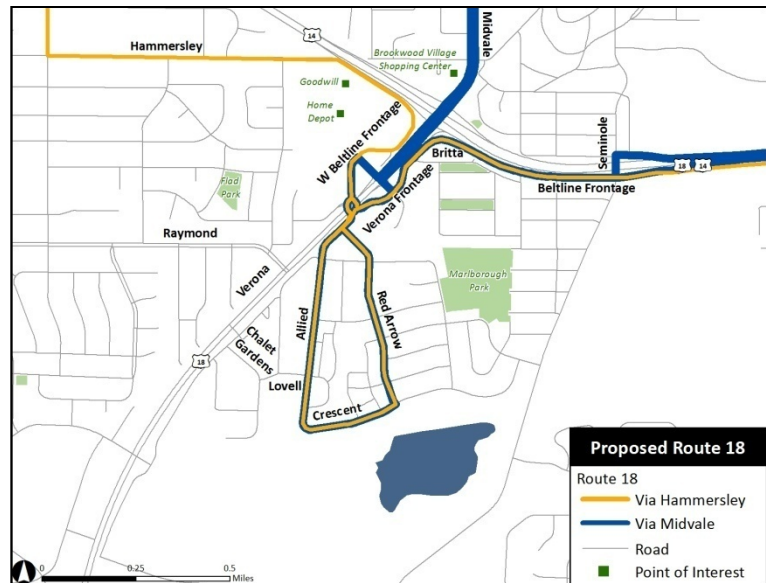 Hammersley
14
Brookwood Village
Shopping Center
Midvale
Goodwill
Home
Depot
W Beltline Frontage
Britta
Seminole
18
14
Beltline Frontage
Flad
Park
Verona Frontage
Raymond
Verona
Marlborough
Park
Allied
Red Arrow
Chalet
Gardens
18
Lovell
Crescent
Proposed Route 18
Route 18
Via Hammersley
Via Midvale
Road
Point of Interest
0
0.25
0.5
Miles